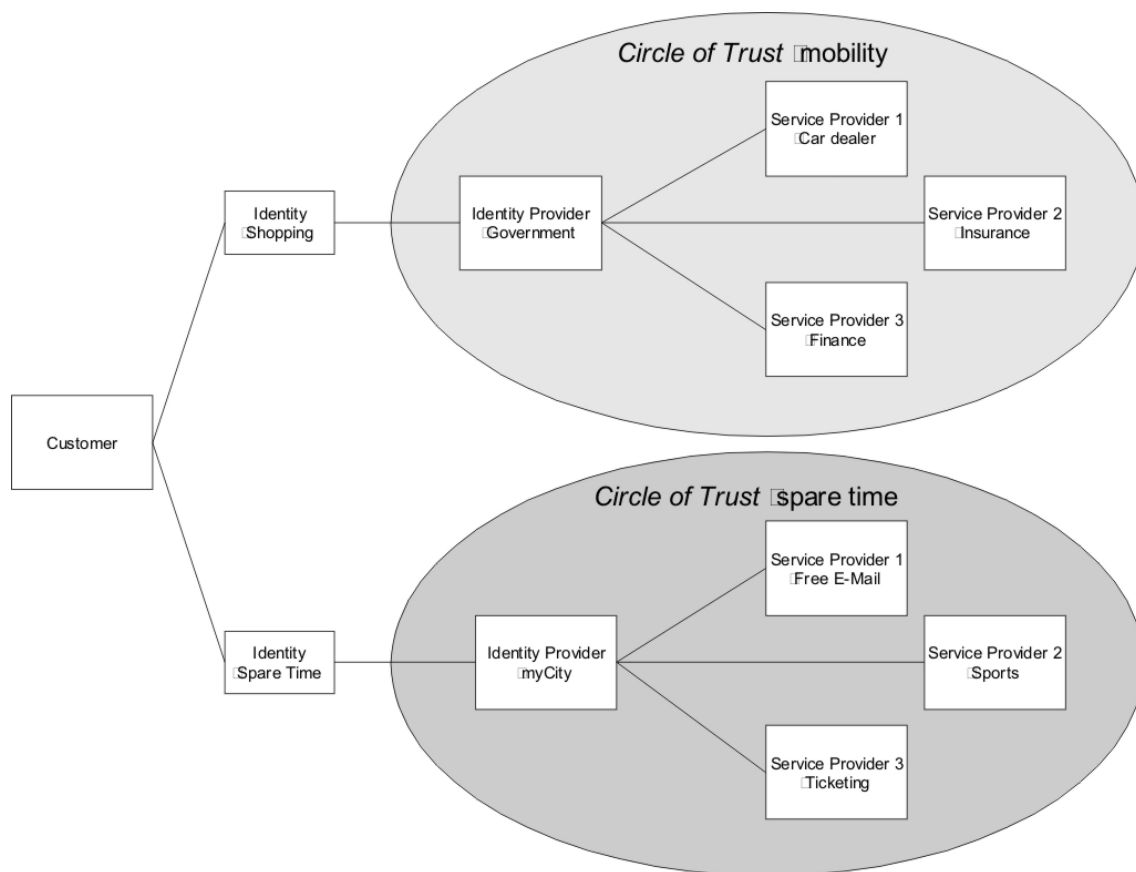 Circle of Trust mobility
Service Provider 1
Car dealer
Identity
Shopping
Identity Provider
Government
Service Provider 2
Insurance
Service Provider 3
Finance
Customer
Circle of Trust spare time
Service Provider 1
Free E-Mail
Identity
Spare Time
Identity Provider
myCity
Service Provider 2
Sports
Service Provider 3
Ticketing